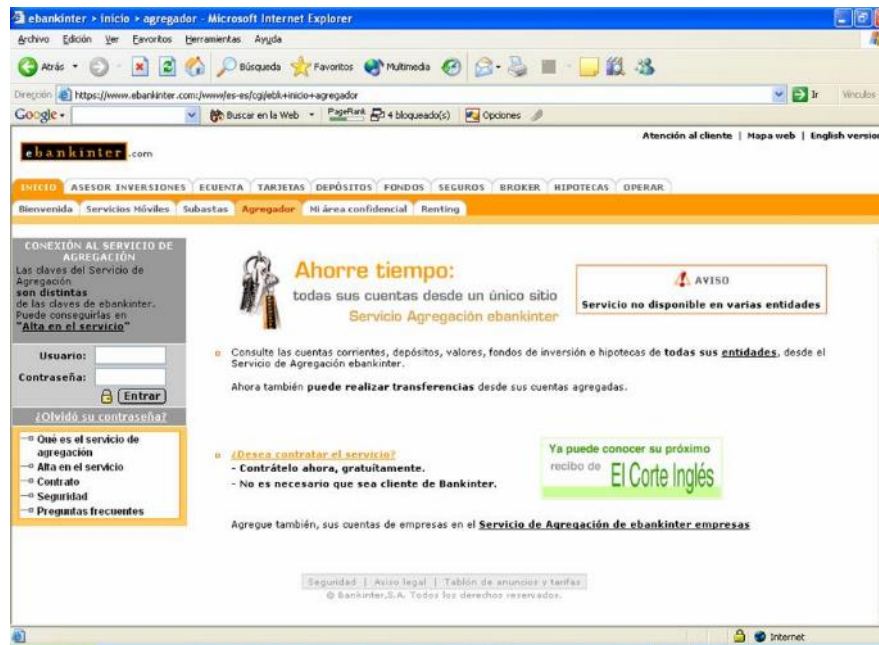 ebankinter > inicio > agregador - Microsoft Internet Explorer
Archivo Edición Ver Favoritos Herramientas Ayuda
Atrás Búsqueda Favoritos Multimedia
Dirección https://www.ebankinter.com:/www/es-es/cgi/ebk+inicio+agregador Ir Vínculos
Google Buscar en la Web PageRank 4 bloqueado(s) Opciones
Atención al cliente | Mapa web | English version
ebankinter.com
INICIO ASESOR INVERSIONES ECUENTA TARJETAS DEPÓSITOS FONDOS SEGUROS BROKER HIPOTECAS OPERAR
Bienvenida Servicios Móviles Subastas Agregador Mi área confidencial Renting
CONEXIÓN AL SERVICIO DE
AGREGACIÓN
Las claves del Servicio de
Agregación
son distintas
de las claves de ebankinter.
Puede conseguirlas en
"Alta en el servicio"
Usuario:
Contraseña:
Entrar
¿Olvidó su contraseña?
Qué es el servicio de
agregación
Alta en el servicio
Contrato
Seguridad
Preguntas frecuentes
Ahorre tiempo:
todas sus cuentas desde un único sitio
Servicio Agregación ebankinter
AVISO
Servicio no disponible en varias entidades
Consulte las cuentas corrientes, depósitos, valores, fondos de inversión e hipotecas de todas sus entidades, desde el
Servicio de Agregación ebankinter.
Ahora también puede realizar transferencias desde sus cuentas agregadas.
¿Desea contratar el servicio?
- Contrátelo ahora, gratuítamente.
- No es necesario que sea cliente de Bankinter.
Ya puede conocer su próximo
recibo de El Corte Inglés
Agregue también, sus cuentas de empresas en el Servicio de Agregación de ebankinter empresas
Seguridad | Aviso legal | Tablón de anuncios y tarifas
© Bankinter,S.A. Todos los derechos reservados.
Internet